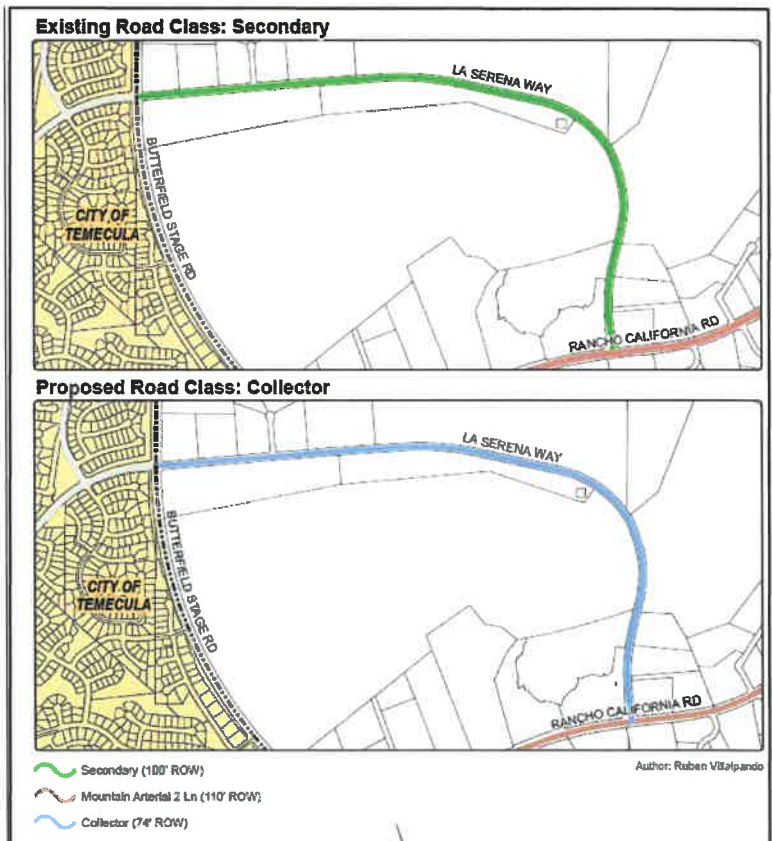 Existing Road Class: Secondary
LA SERENA WAY
BUTTERFIELD STAGE RD
CITY OF
TEMECULA
RANCHO CALIFORNIA RD
Proposed Road Class: Collector
LA SERENA WAY
BUTTERFIELD STAGE RD
CITY OF
TEMECULA
RANCHO CALIFORNIA RD
Author: Ruben Villalpando
Secondary (100' ROW)
Mountain Arterial 2 Ln (110' ROW)
Collector (74' ROW)